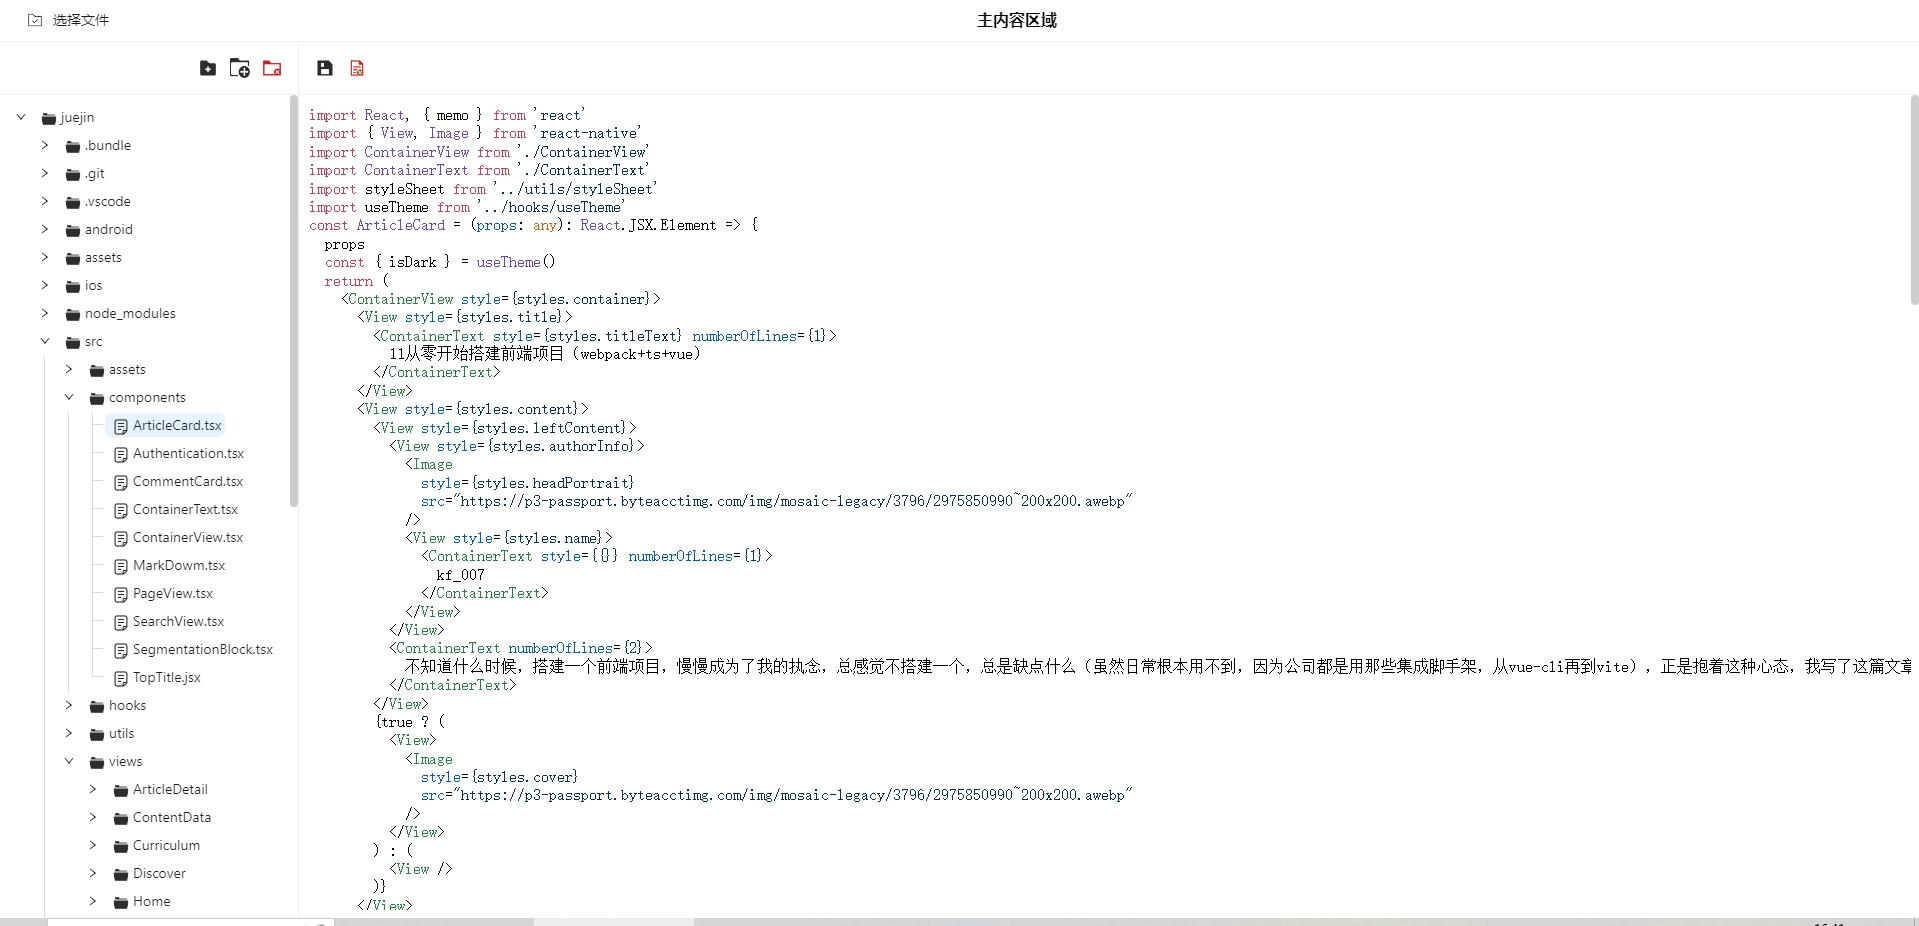 选择文件
主内容区域
juejin
.bundle
.git
.vscode
android
assets
ios
node_modules
src
assets
components
ArticleCard.tsx
Authentication.tsx
CommentCard.tsx
ContainerText.tsx
ContainerView.tsx
MarkDowm.tsx
PageView.tsx
SearchView.tsx
SegmentationBlock.tsx
TopTitle.jsx
hooks
utils
views
ArticleDetail
ContentData
Curriculum
Discover
Home
import React, { memo } from 'react'
import { View, Image } from 'react-native'
import ContainerView from './ContainerView'
import ContainerText from './ContainerText'
import styleSheet from '../utils/styleSheet'
import useTheme from '../hooks/useTheme'
const ArticleCard = (props: any): React.JSX.Element => {
  props
  const { isDark } = useTheme()
  return (
    <ContainerView style={styles.container}>
      <View style={styles.title}>
        <ContainerText style={styles.titleText} numberOfLines={1}>
          11从零开始搭建前端项目（webpack+ts+vue）
        </ContainerText>
      </View>
      <View style={styles.content}>
        <View style={styles.leftContent}>
          <View style={styles.authorInfo}>
            <Image
              style={styles.headPortrait}
              src="https://p3-passport.byteacctimg.com/img/mosaic-legacy/3796/2975850990~200x200.awebp"
            />
            <View style={styles.name}>
              <ContainerText style={{}} numberOfLines={1}>
                kf_007
              </ContainerText>
            </View>
          </View>
          <ContainerText numberOfLines={2}>
            不知道什么时候，搭建一个前端项目，慢慢成为了我的执念，总感觉不搭建一个，总是缺点什么（虽然日常根本用不到，因为公司都是用那些集成脚手架，从vue-cli再到vite），正是抱着这种心态，我写了这篇文章
          </ContainerText>
        </View>
        {true ? (
          <View>
            <Image
              style={styles.cover}
              src="https://p3-passport.byteacctimg.com/img/mosaic-legacy/3796/2975850990~200x200.awebp"
            />
          </View>
        ) : (
          <View />
        )}
      </View>